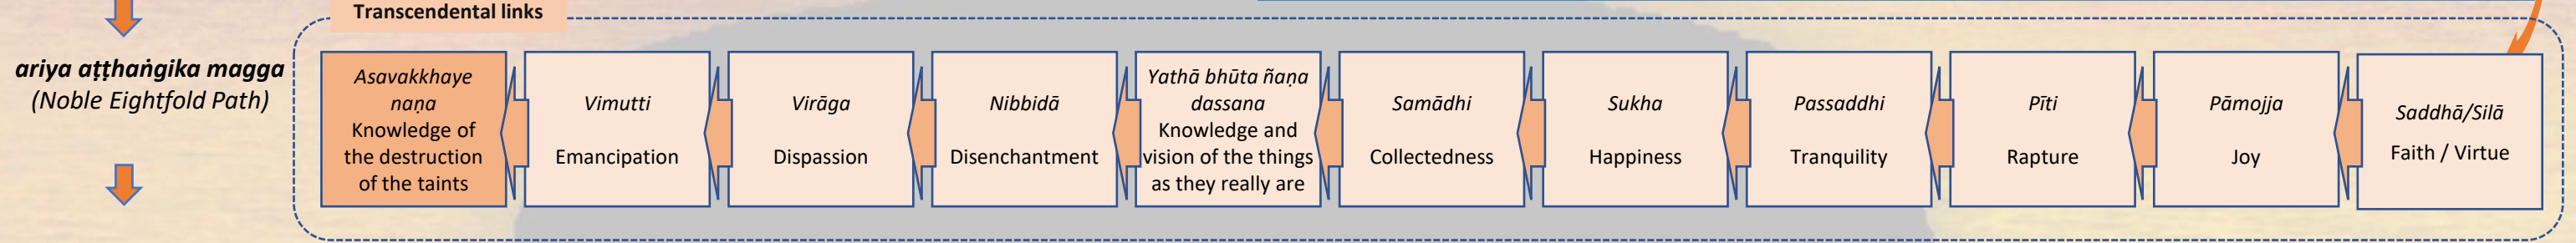 Transcendental links
ariya aṭṭhaṅgika magga
(Noble Eightfold Path)
Asavakkhaye
naṇa
Knowledge of
the destruction
of the taints
Vimutti
Emancipation
Virāga
Dispassion
Nibbidā
Disenchantment
Yathā bhūta ñaṇa
dassana
Knowledge and
vision of the things
as they really are
Samādhi
Collectedness
Sukha
Happiness
Passaddhi
Tranquility
Pīti
Rapture
Pāmojja
Joy
Saddhā/Silā
Faith / Virtue